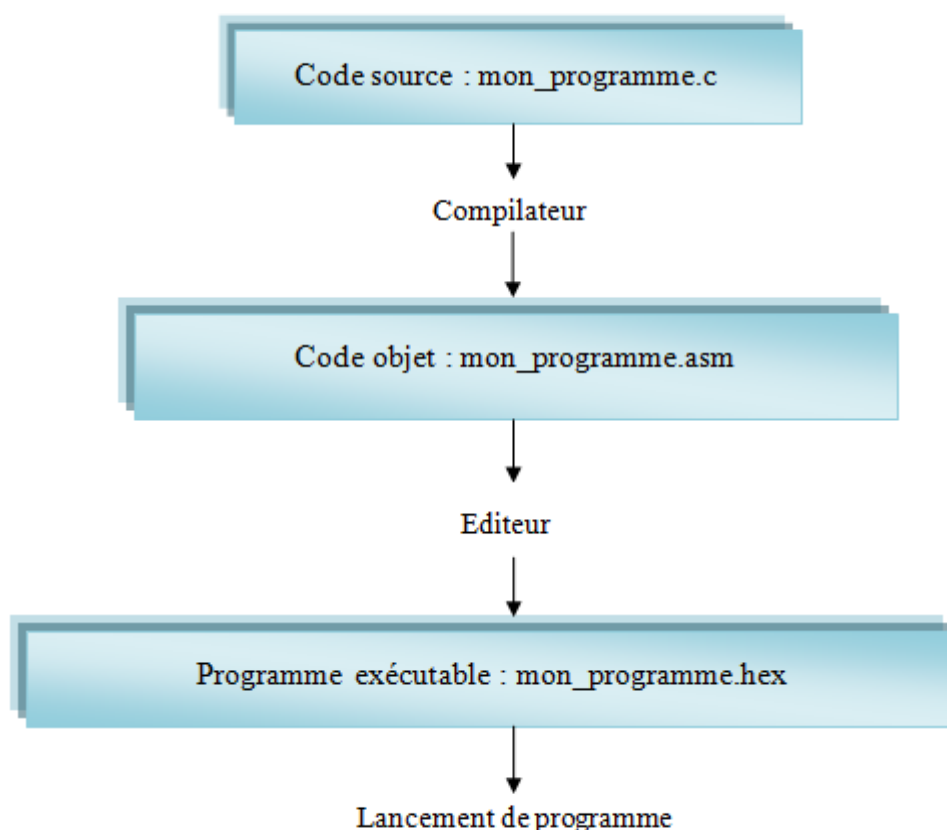 Code source : mon_programme.c
Compilateur
Code objet : mon_programme.asm
Editeur
Programme exécutable : mon_programme.hex
Lancement de programme